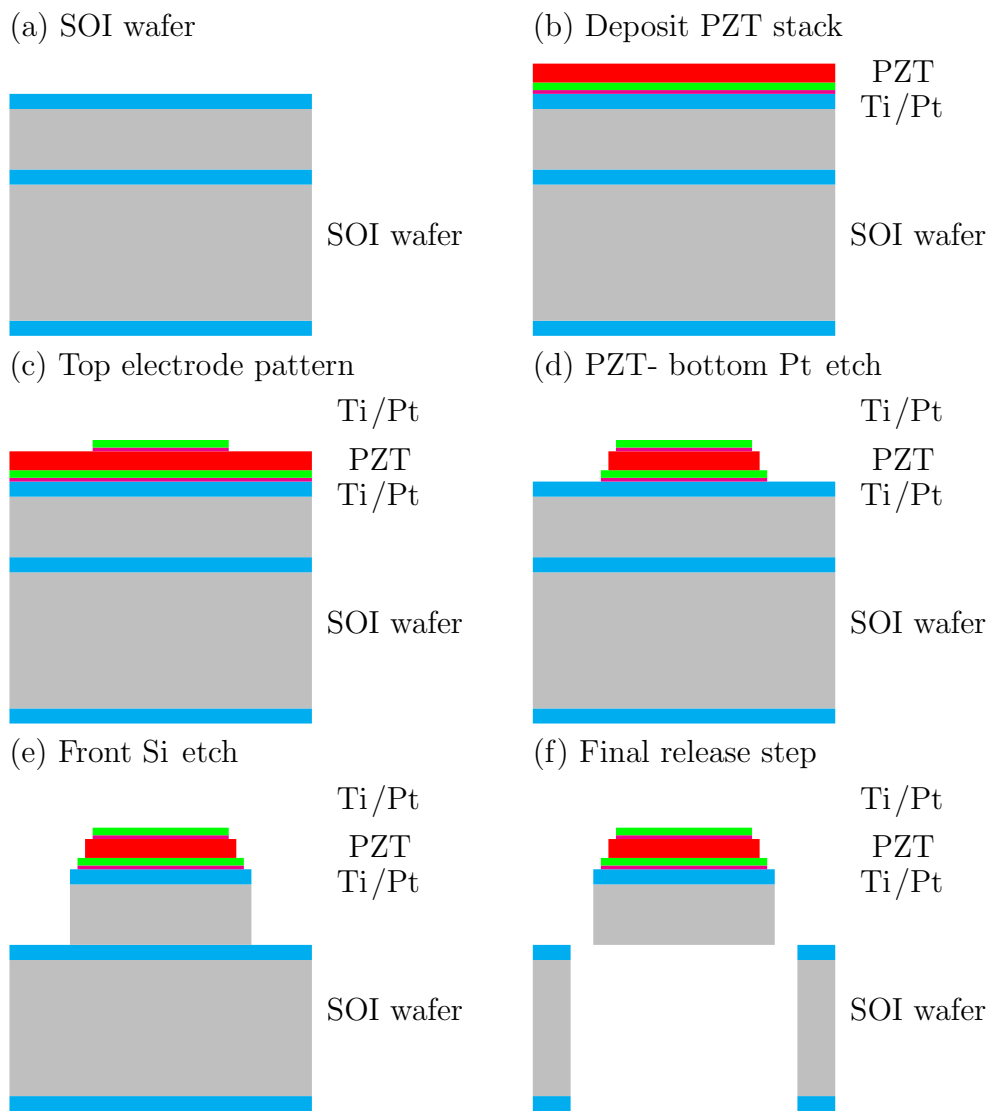 (a) SOI wafer
SOI wafer
(b) Deposit PZT stack
PZT
Ti/Pt
SOI wafer
(c) Top electrode pattern
Ti/Pt
PZT
Ti/Pt
SOI wafer
(d) PZT- bottom Pt etch
Ti/Pt
PZT
Ti/Pt
SOI wafer
(e) Front Si etch
Ti/Pt
PZT
Ti/Pt
SOI wafer
(f) Final release step
Ti/Pt
PZT
Ti/Pt
SOI wafer